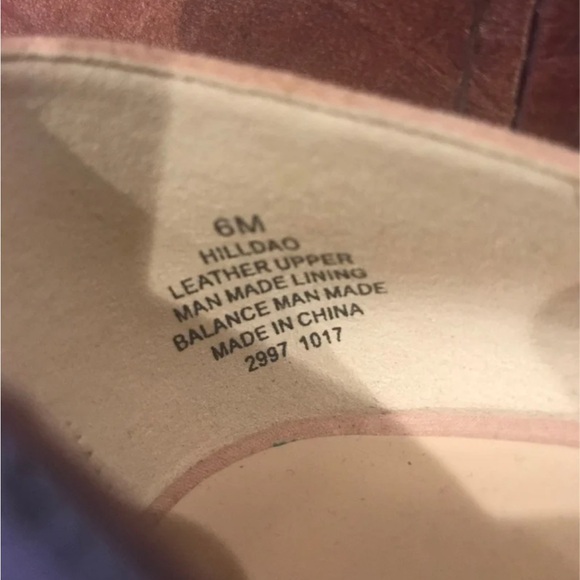 6M
HILLDAO
LEATHER UPPER
MAN MADE LINING
BALANCE MAN MADE
MADE IN CHINA
2997 1017